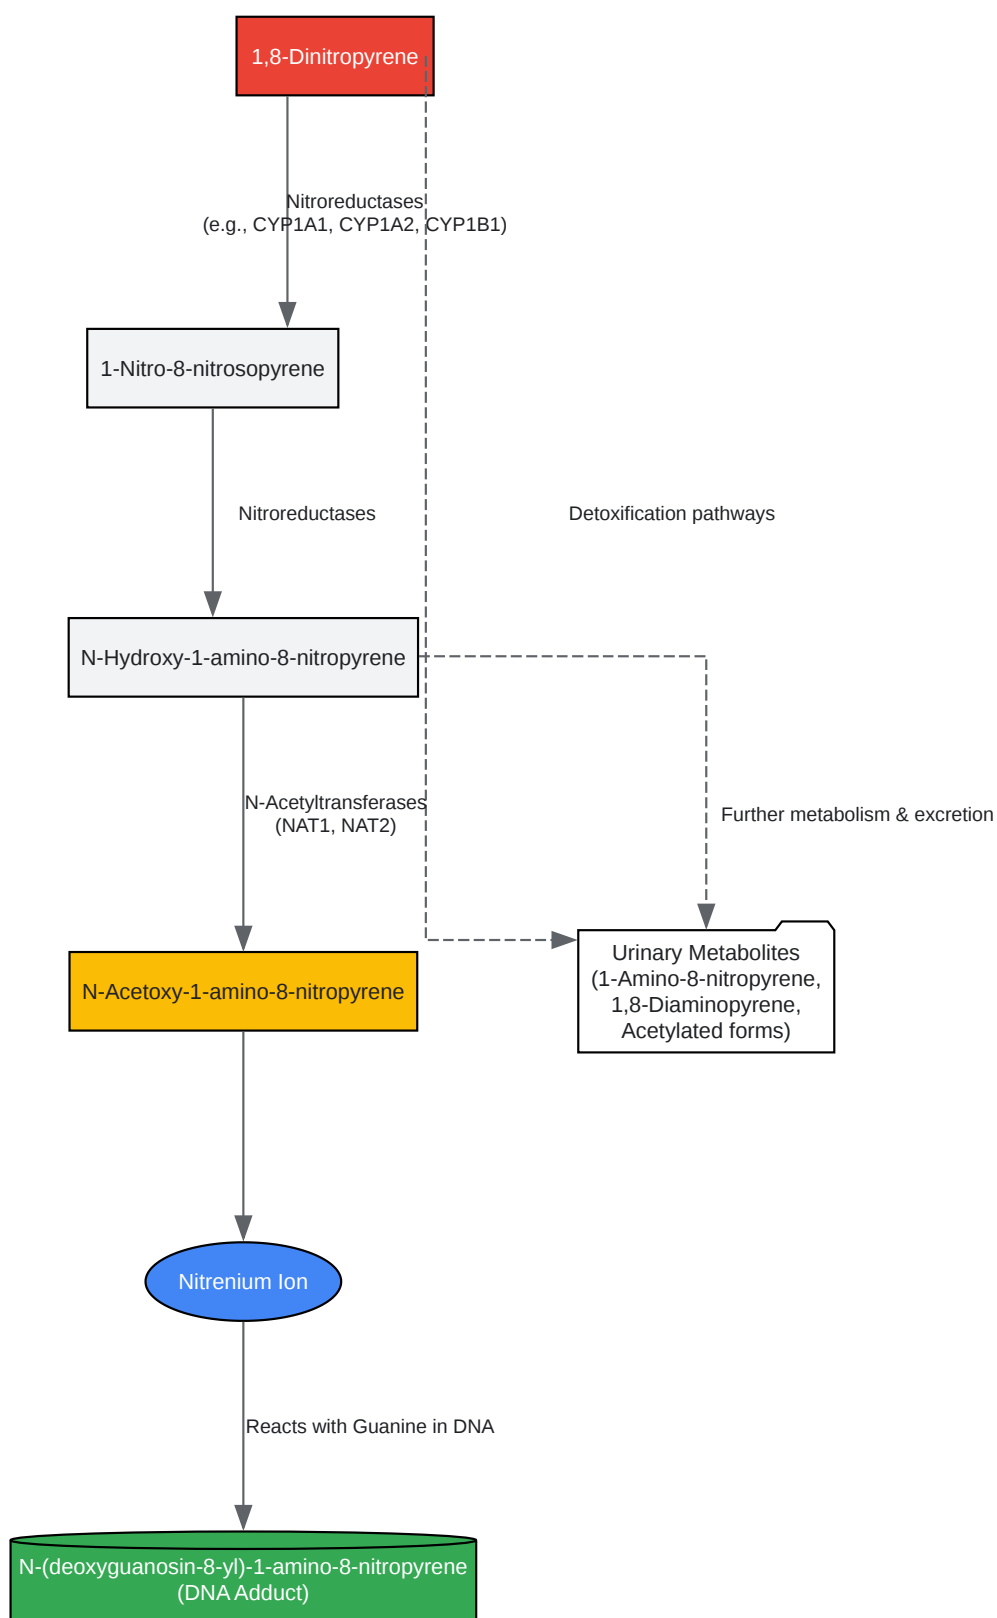 1,8-Dinitropyrene
Nitroreductases
(e.g., CYP1A1, CYP1A2, CYP1B1)
1-Nitro-8-nitrosopyrene
Nitroreductases
Detoxification pathways
N-Hydroxy-1-amino-8-nitropyrene
N-Acetyltransferases
(NAT1, NAT2)
Further metabolism & excretion
Urinary Metabolites
(1-Amino-8-nitropyrene,
1,8-Diaminopyrene,
Acetylated forms)
N-Acetoxy-1-amino-8-nitropyrene
Nitrenium Ion
Reacts with Guanine in DNA
N-(deoxyguanosin-8-yl)-1-amino-8-nitropyrene
(DNA Adduct)